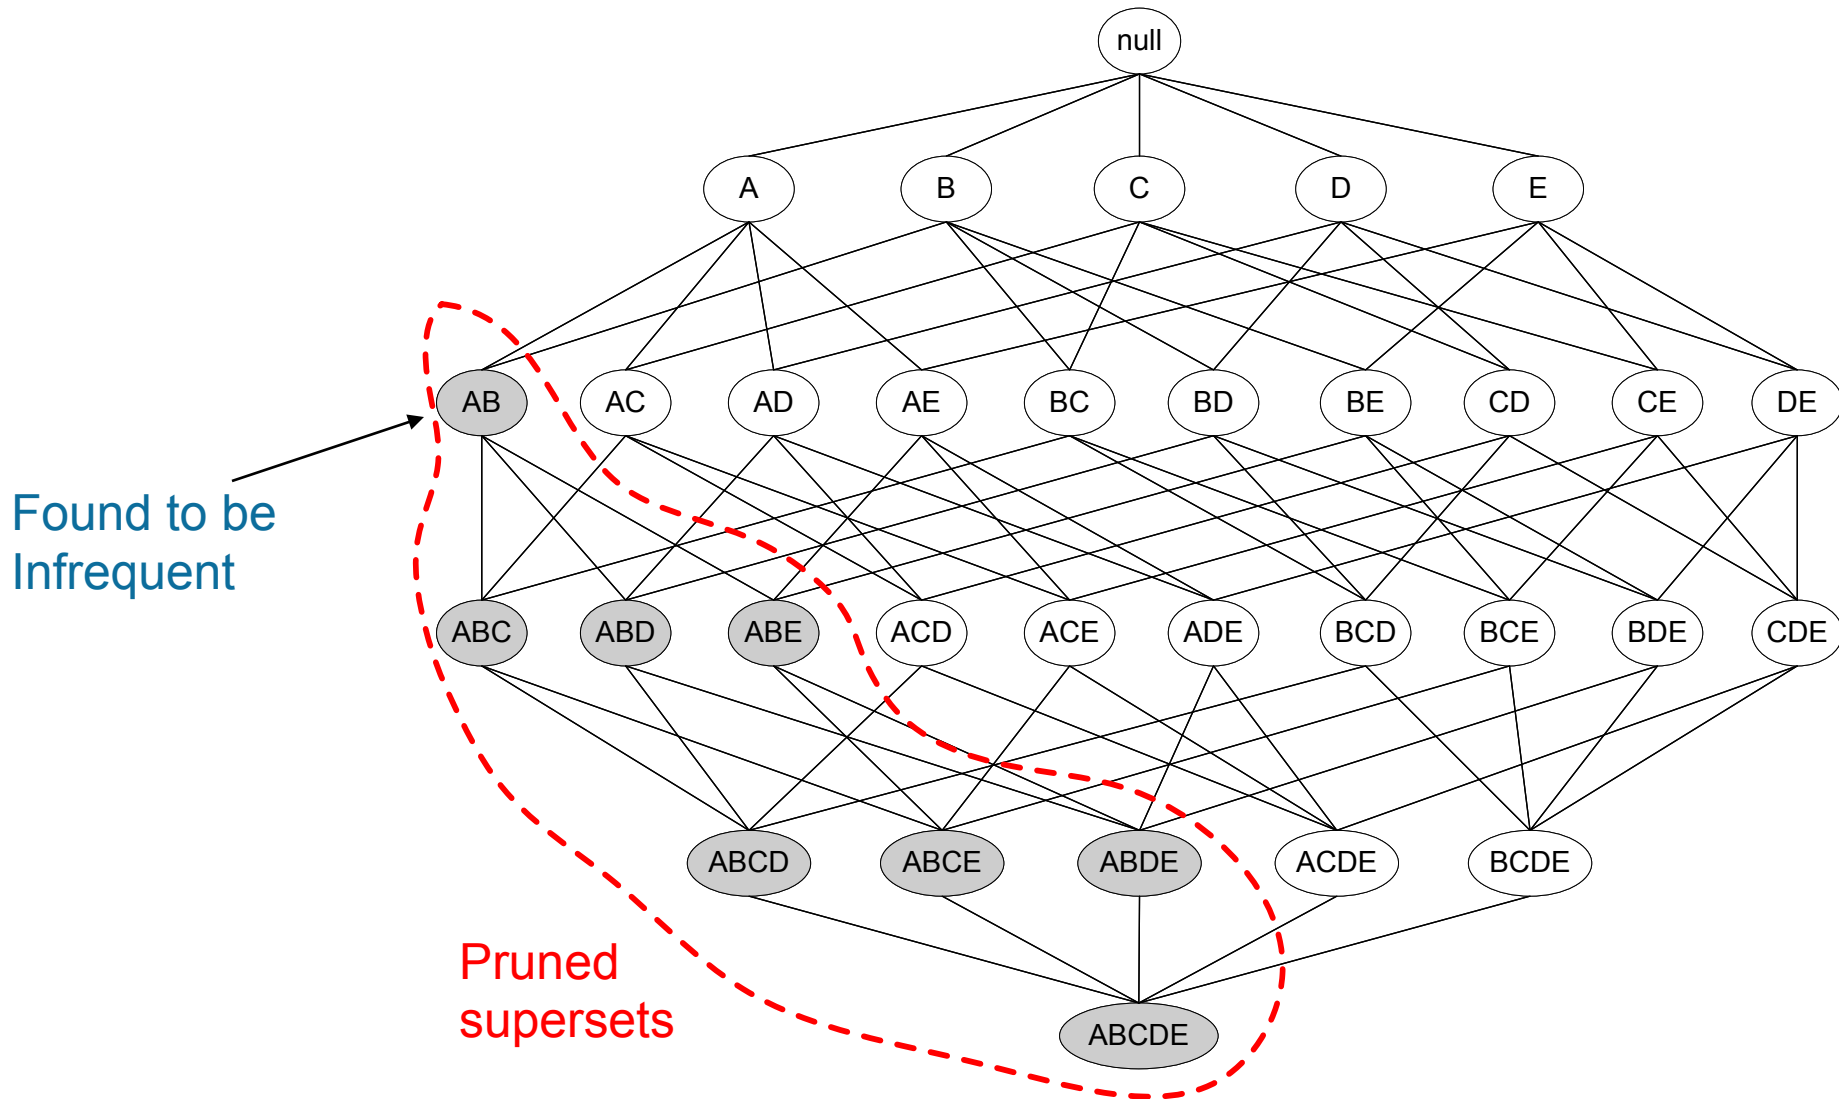 null
A B C D E
AB AC AD AE BC BD BE CD CE DE
Found to be
Infrequent
ABC ABD ABE ACD ACE ADE BCD BCE BDE CDE
ABCD ABCE ABDE ACDE BCDE
Pruned
supersets
ABCDE